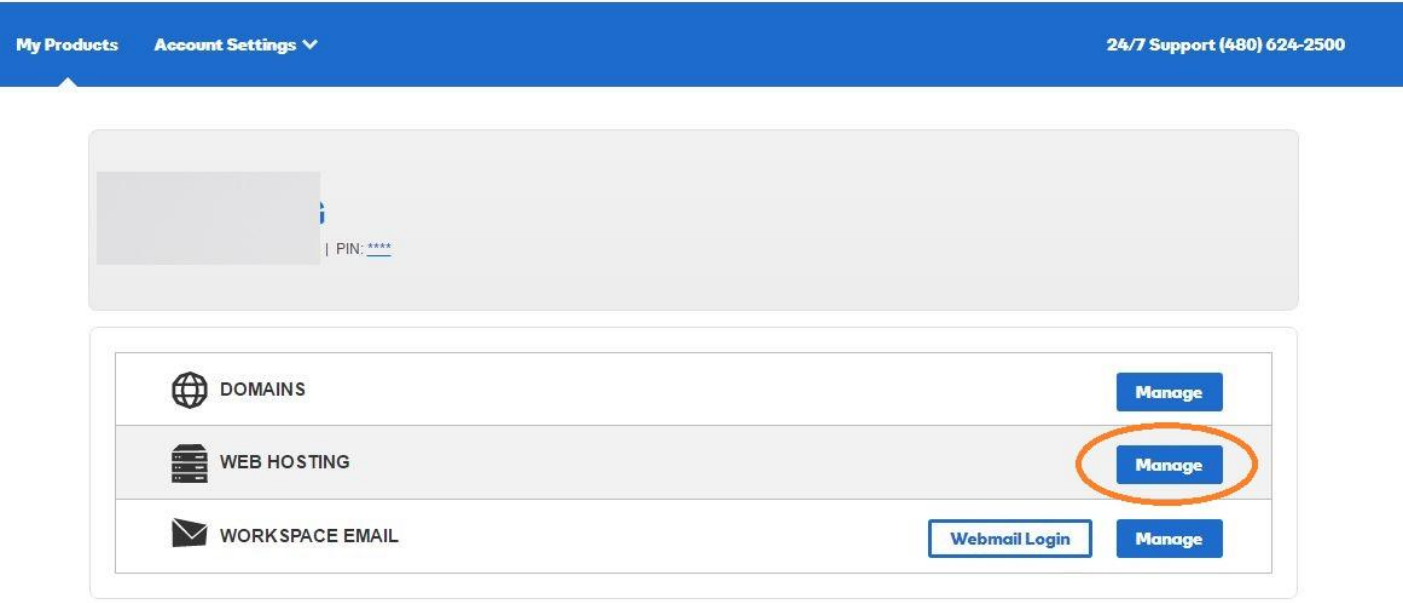 My Products Account Settings 24/7 Support (480) 624-2500
| PIN: ****
DOMAINS Manage
WEB HOSTING Manage
WORKSPACE EMAIL Webmail Login Manage